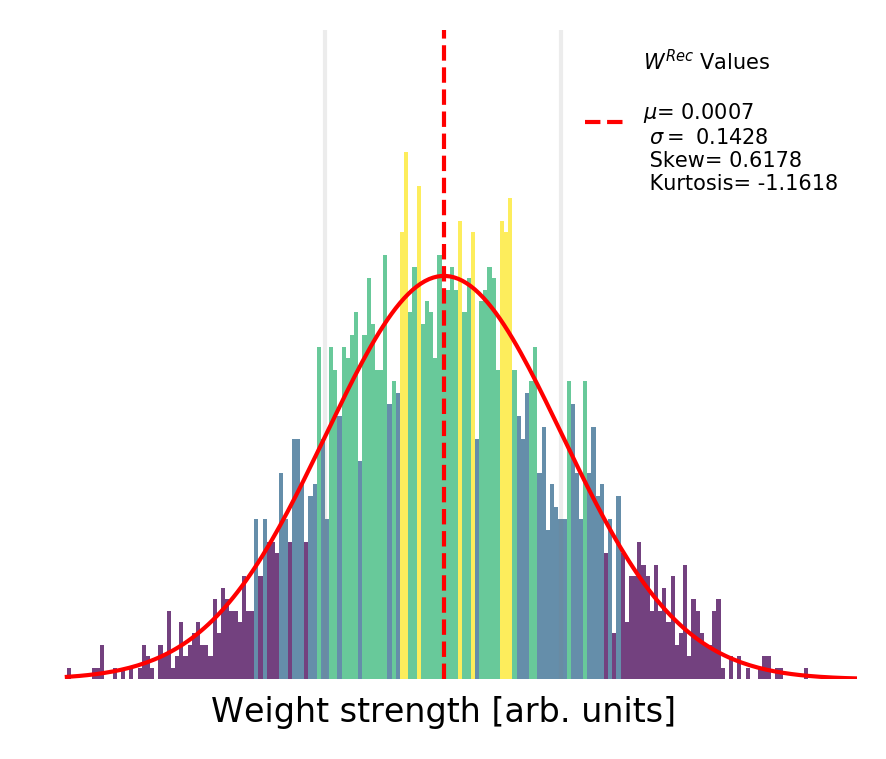 W^Rec Values
μ= 0.0007
σ = 0.1428
Skew= 0.6178
Kurtosis= -1.1618
Weight strength [arb. units]